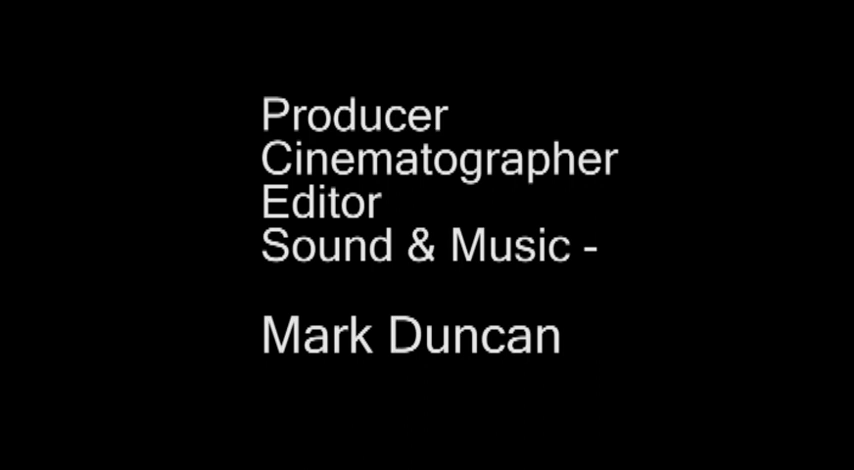 Producer
Cinematographer
Editor
Sound & Music -
Mark Duncan